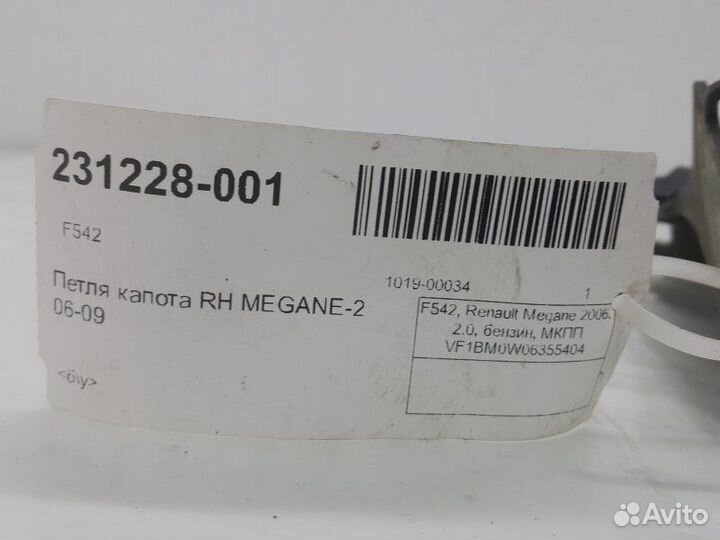 231228-001
F542
Петля капота RH MEGANE-2
06-09
<öly>
1019-00034 1
F542, Renault Megane 2006.
2.0, бензин, МКПП
VF1BM0W06355404
Avito